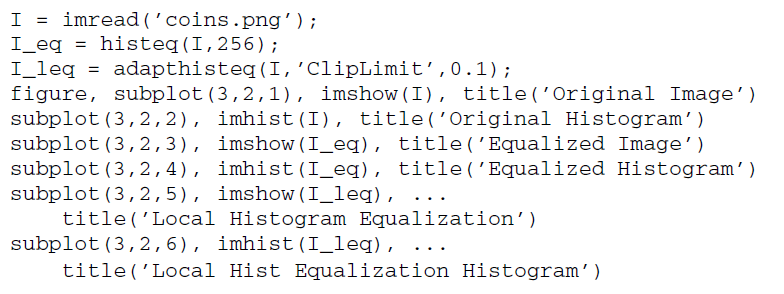 I = imread(’coins.png’);
I_eq = histeq(I,256);
I_leq = adapthisteq(I,’ClipLimit’,0.1);
figure, subplot(3,2,1), imshow(I), title(’Original Image’)
subplot(3,2,2), imhist(I), title(’Original Histogram’)
subplot(3,2,3), imshow(I_eq), title(’Equalized Image’)
subplot(3,2,4), imhist(I_eq), title(’Equalized Histogram’)
subplot(3,2,5), imshow(I_leq), ...
    title(’Local Histogram Equalization’)
subplot(3,2,6), imhist(I_leq), ...
    title(’Local Hist Equalization Histogram’)